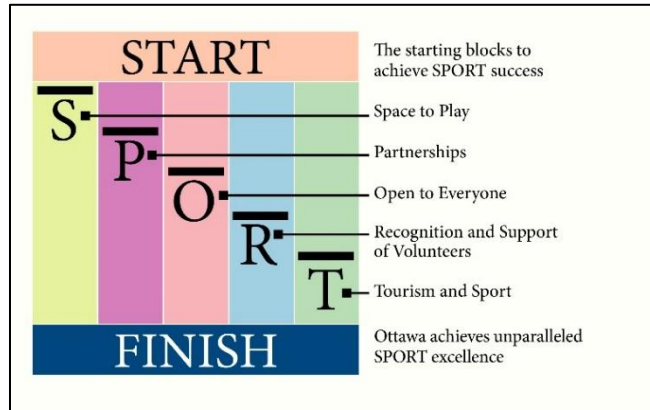 START
The starting blocks to
achieve SPORT success
S
Space to Play
P
Partnerships
O
Open to Everyone
R
Recognition and Support
of Volunteers
T
Tourism and Sport
FINISH
Ottawa achieves unparalleled
SPORT excellence